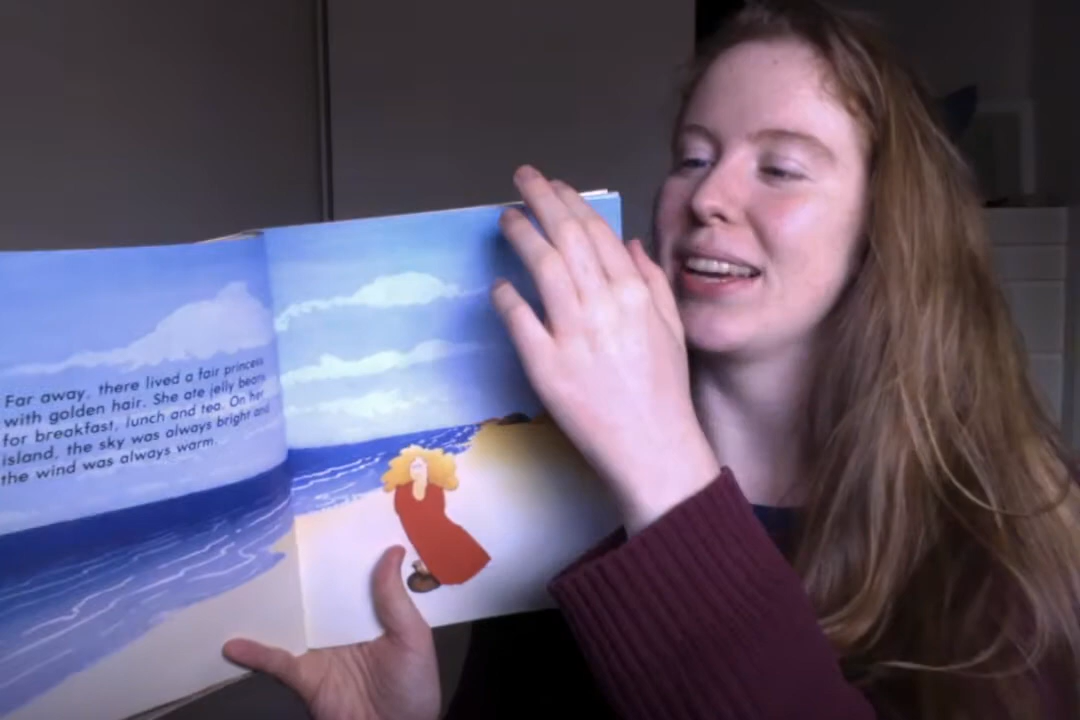 Far away, there lived a fair princess
with golden hair. She ate jelly beans
for breakfast, lunch and tea. On her
island, the sky was always bright and
the wind was always warm.